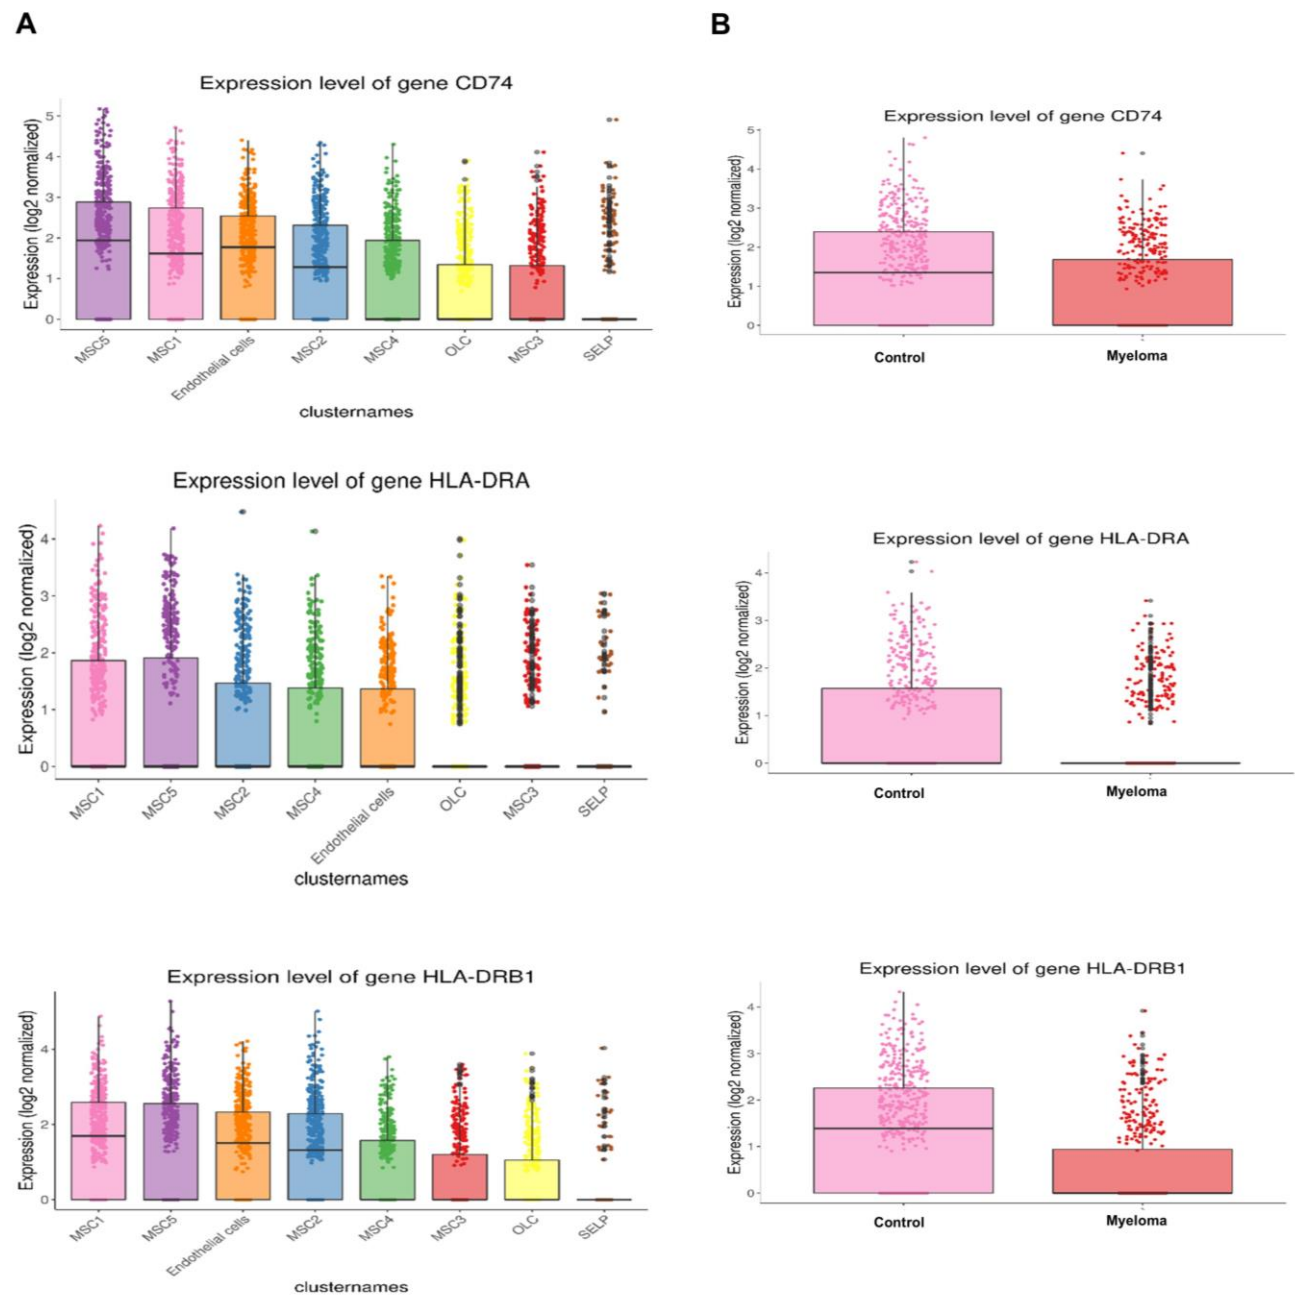 A
B
Expression level of gene CD74
Expression (log2 normalized)
5
4
3
2
1
0
MSC5
MSC1
Endothelial cells
MSC2
MSC4
OLC
MSC3
SELP
clusternames
Expression level of gene CD74
Expression (log2 normalized)
5
4
3
2
1
0
Control
Myeloma
Expression level of gene HLA-DRA
Expression (log2 normalized)
4
3
2
1
0
MSC1
MSC5
MSC2
MSC4
Endothelial cells
OLC
MSC3
SELP
clusternames
Expression level of gene HLA-DRA
Expression (log2 normalized)
4
3
2
1
0
Control
Myeloma
Expression level of gene HLA-DRB1
Expression (log2 normalized)
4
2
0
MSC1
MSC5
Endothelial cells
MSC2
MSC4
MSC3
OLC
SELP
clusternames
Expression level of gene HLA-DRB1
Expression (log2 normalized)
4
3
2
1
0
Control
Myeloma